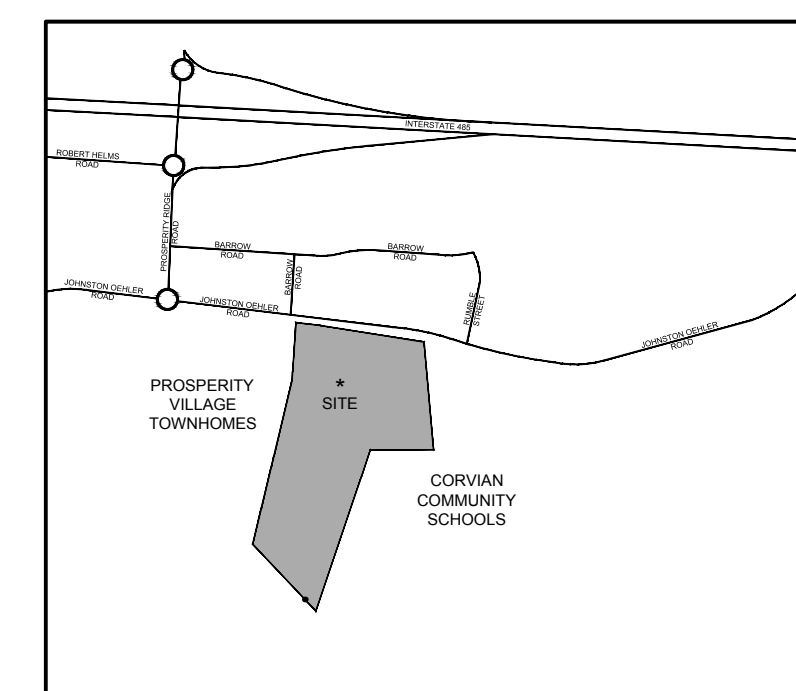 INTERSTATE 485
ROBERT HELMS
ROAD
PROSPERITY RIDGE
ROAD
BARROW
ROAD
BARROW
ROAD
BARROW
ROAD
RUMBLE
STREET
JOHNSTON OEHLER
ROAD
JOHNSTON OEHLER
ROAD
JOHNSTON OEHLER
ROAD
PROSPERITY
VILLAGE
TOWNHOMES
*
SITE
CORVIAN
COMMUNITY
SCHOOLS